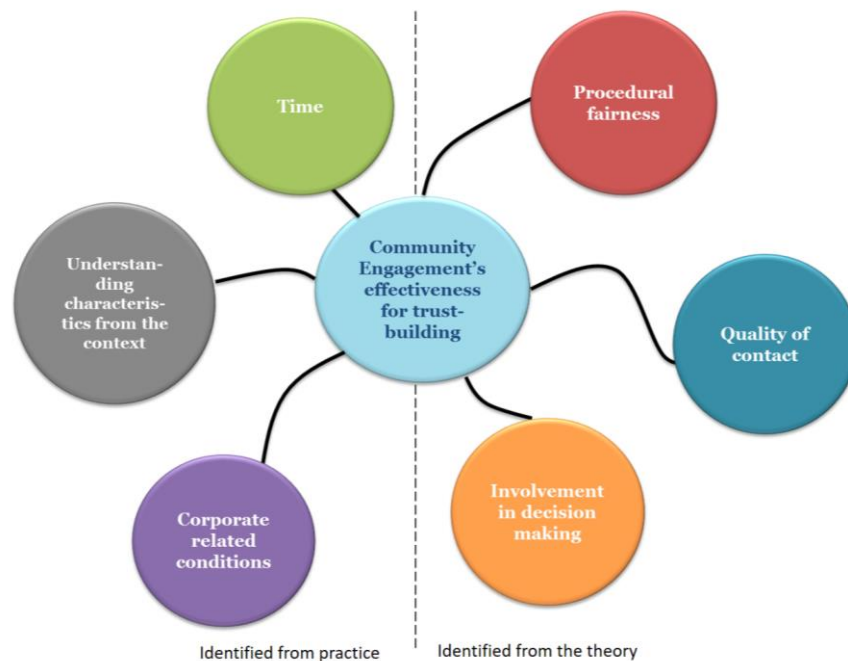 Time
Procedural
fairness
Community
Engagement's
effectiveness
for trust-
building
Understan-
ding
characteris-
tics from the
context
Quality of
contact
Involvement
in decision
making
Corporate
related
conditions
Identified from practice
Identified from the theory